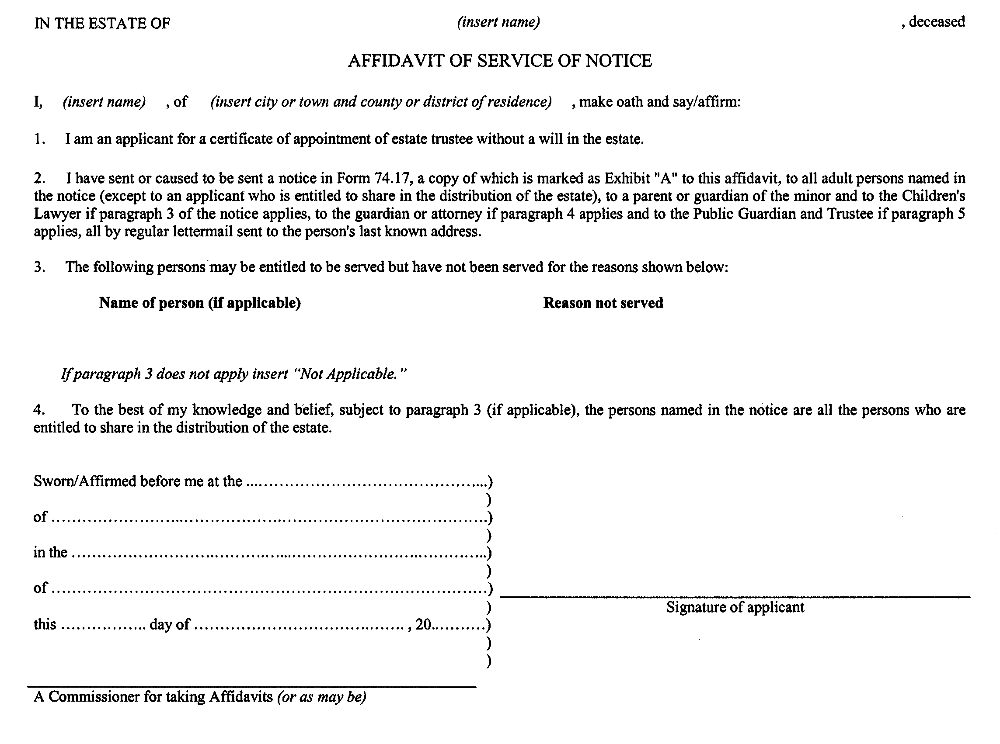 IN THE ESTATE OF (insert name) , deceased
AFFIDAVIT OF SERVICE OF NOTICE
I, (insert name) , of (insert city or town and county or district of residence) , make oath and say/affirm:
1. I am an applicant for a certificate of appointment of estate trustee without a will in the estate.
2. I have sent or caused to be sent a notice in Form 74.17, a copy of which is marked as Exhibit "A" to this affidavit, to all adult persons named in
the notice (except to an applicant who is entitled to share in the distribution of the estate), to a parent or guardian of the minor and to the Children's
Lawyer if paragraph 3 of the notice applies, to the guardian or attorney if paragraph 4 applies and to the Public Guardian and Trustee if paragraph 5
applies, all by regular lettermail sent to the person's last known address.
3. The following persons may be entitled to be served but have not been served for the reasons shown below:
Name of person (if applicable) Reason not served
If paragraph 3 does not apply insert “Not Applicable.”
4. To the best of my knowledge and belief, subject to paragraph 3 (if applicable), the persons named in the notice are all the persons who are
entitled to share in the distribution of the estate.
Sworn/Affirmed before me at the ..............................................)
)
of ....................................................................................)
)
in the ................................................................................)
)
of ....................................................................................)
Signature of applicant
)
this ................. day of ......................................... , 20...........)
)
)
A Commissioner for taking Affidavits (or as may be)